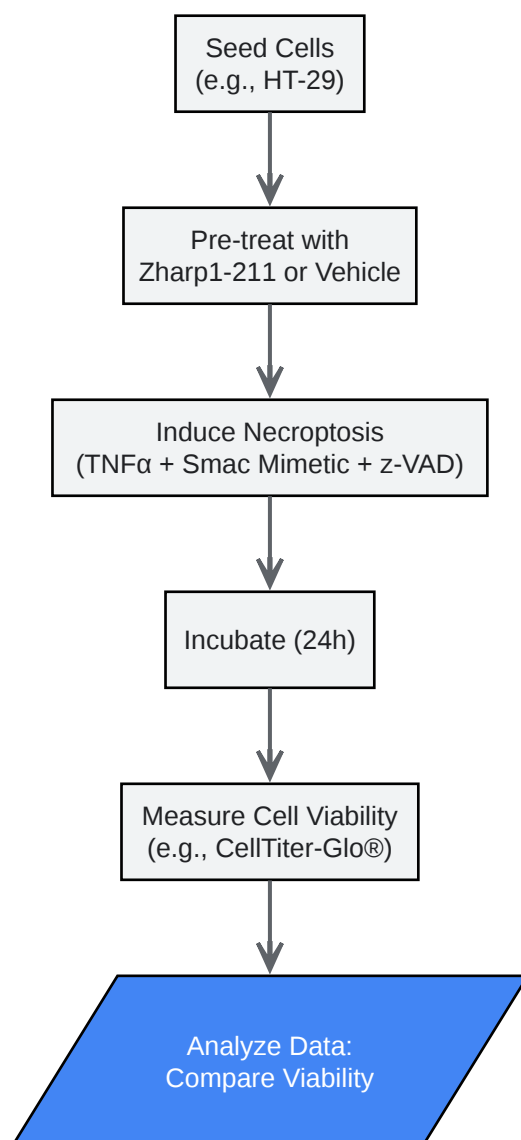 Seed Cells
(e.g., HT-29)
Pre-treat with
Zharp1-211 or Vehicle
Induce Necroptosis
(TNFα + Smac Mimetic + z-VAD)
Incubate (24h)
Measure Cell Viability
(e.g., CellTiter-Glo®)
Analyze Data:
Compare Viability